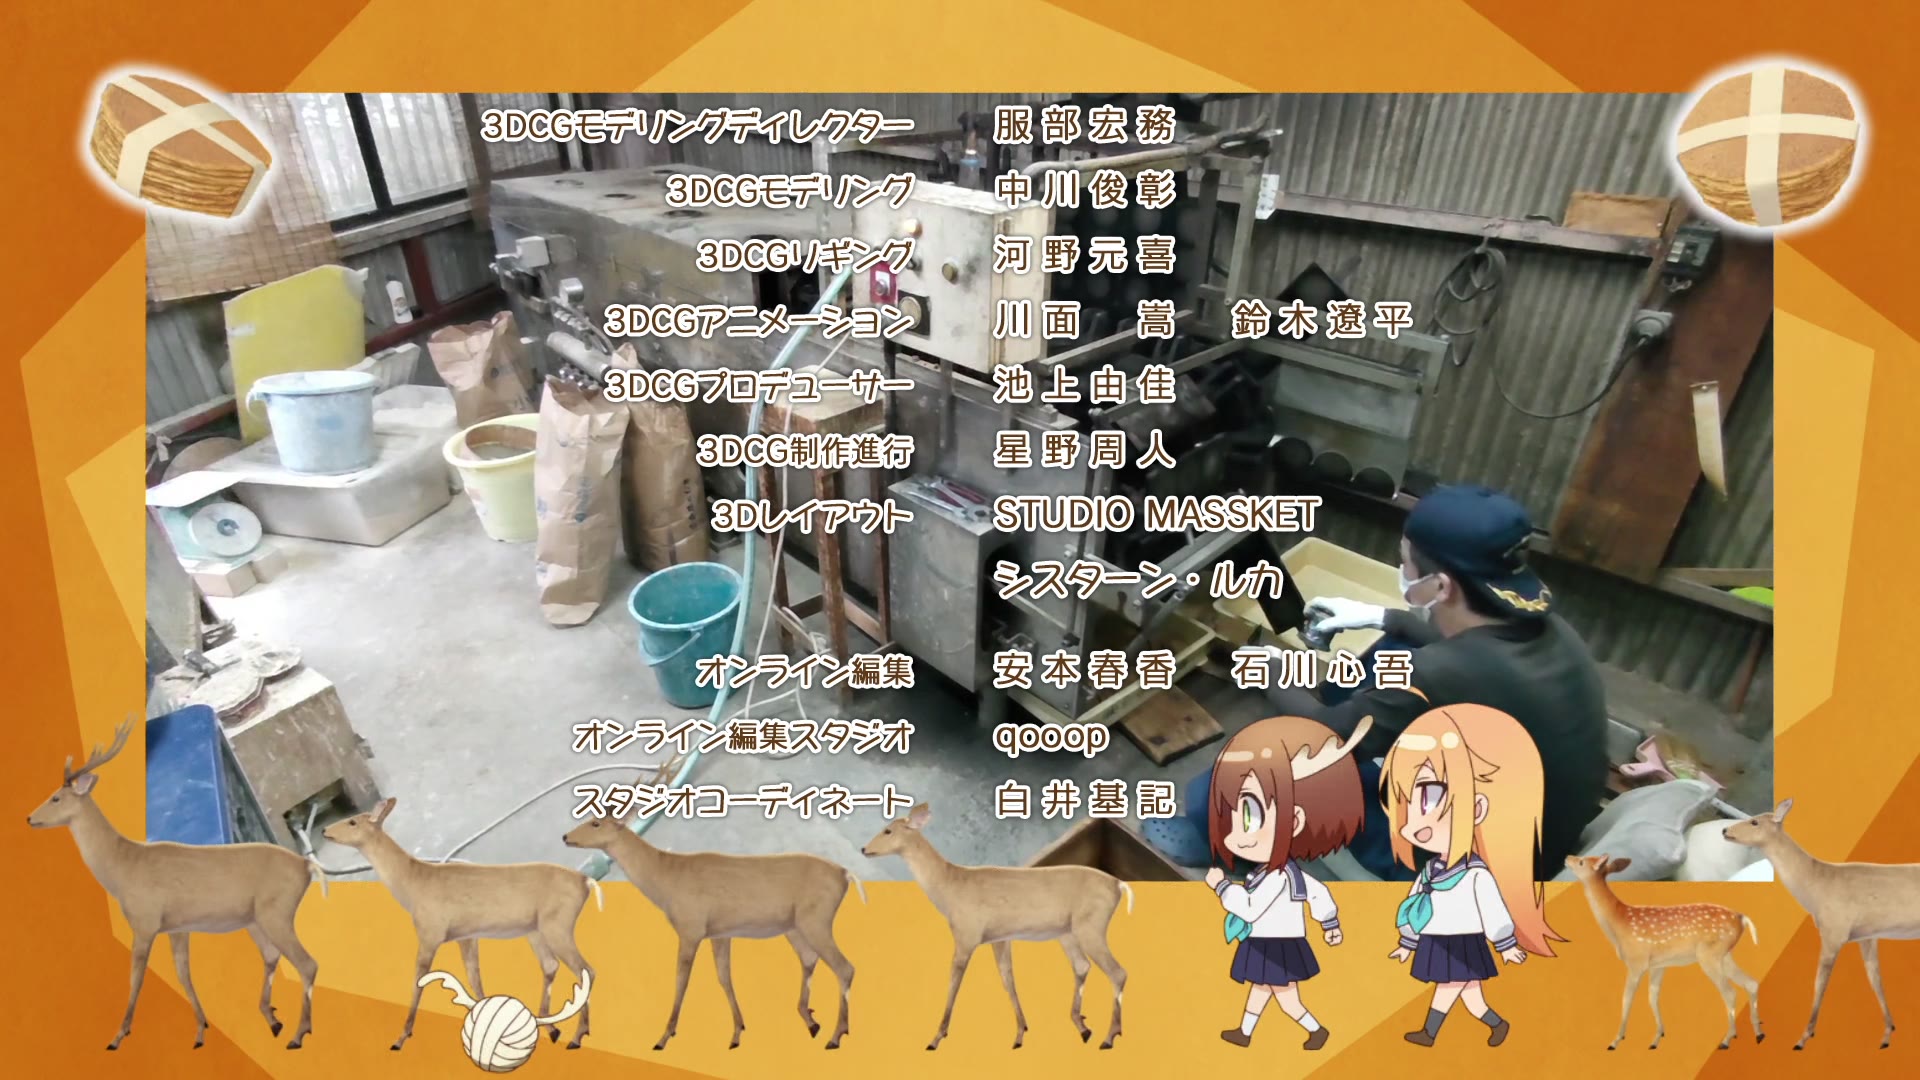 3DCGモデリングディレクター 服部宏務
3DCGモデリング 中川俊彰
3DCGリギング 河野元喜
3DCGアニメーション 川面 嵩 鈴木遼平
3DCGプロデューサー 池上由佳
3DCG制作進行 星野周人
3Dレイアウト STUDIO MASSKET
シスターン・ルカ
オンライン編集 安本春香 石川心吾
オンライン編集スタジオ qooop
スタジオコーディネート 白井基記